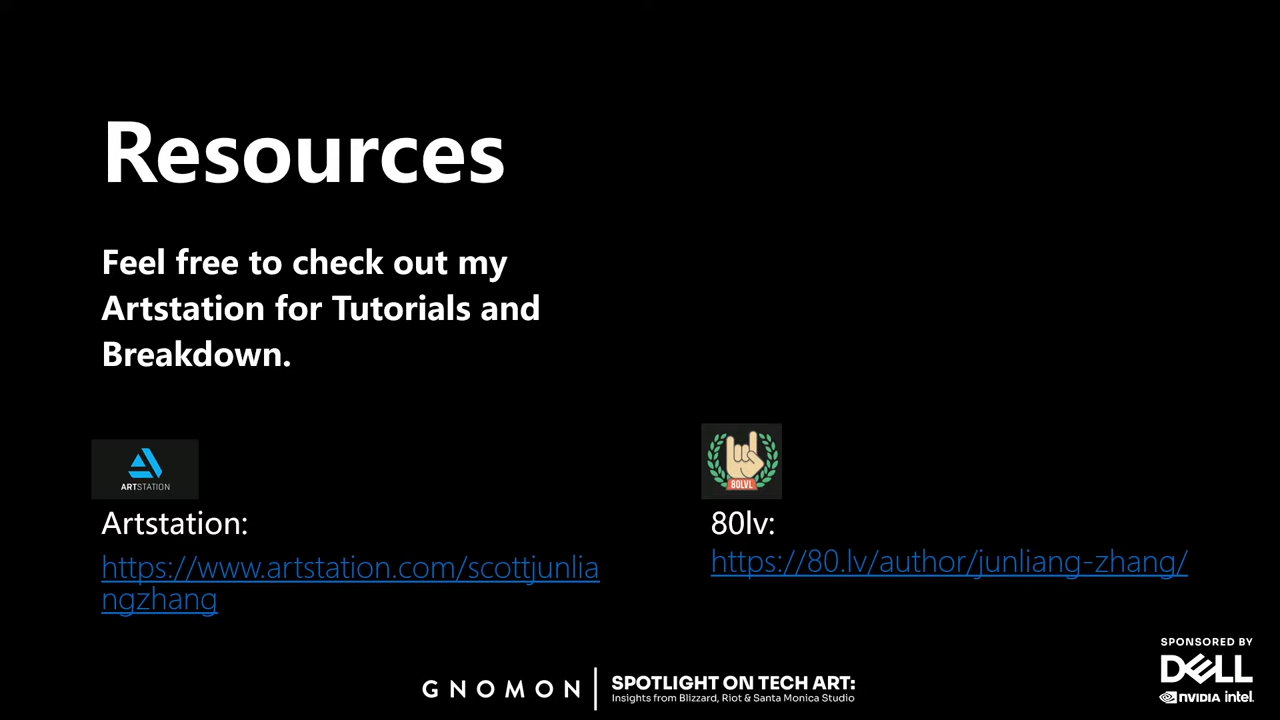 Resources
Feel free to check out my
Artstation for Tutorials and
Breakdown.
ARTSTATION
Artstation:
https://www.artstation.com/scottjunlia
ngzhang
80LVL
80lv:
https://80.lv/author/junliang-zhang/
GNOMON
SPOTLIGHT ON TECH ART:
Insights from Blizzard, Riot & Santa Monica Studio
SPONSORED BY
DELL
NVIDIA intel.